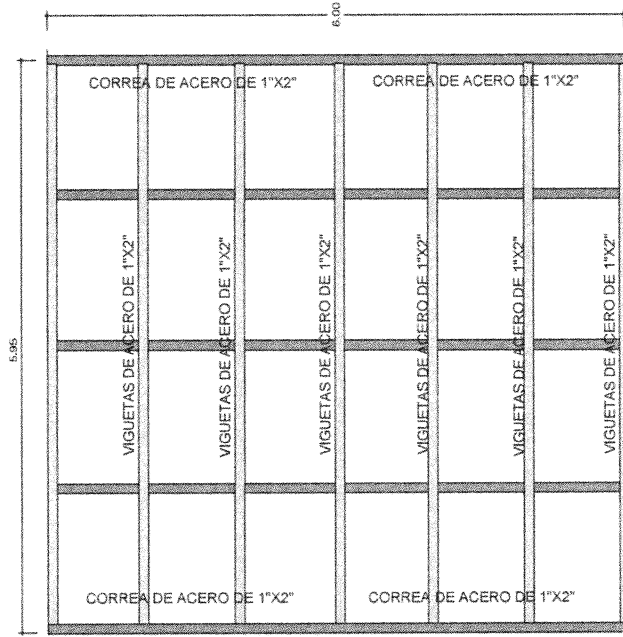 6.00
CORREA DE ACERO DE 1"X2"
CORREA DE ACERO DE 1"X2"
5.95
VIGUETAS DE ACERO DE 1"X2"
VIGUETAS DE ACERO DE 1"X2"
VIGUETAS DE ACERO DE 1"X2"
VIGUETAS DE ACERO DE 1"X2"
VIGUETAS DE ACERO DE 1"X2"
VIGUETAS DE ACERO DE 1"X2"
CORREA DE ACERO DE 1"X2"
CORREA DE ACERO DE 1"X2"